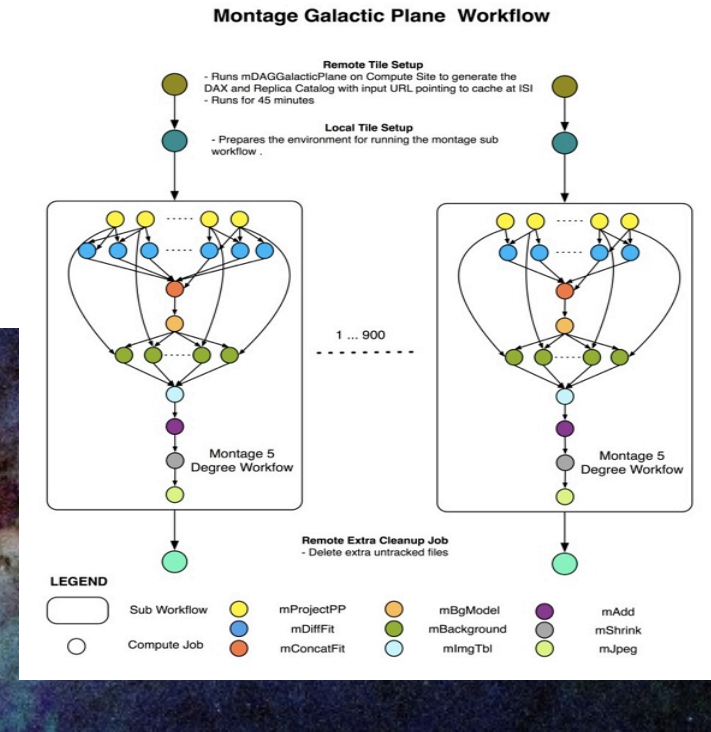 Montage Galactic Plane Workflow
Remote Tile Setup
- Runs mDAGGalacticPlane on Compute Site to generate the
DAX and Replica Catalog with input URL pointing to cache at ISI
- Runs for 45 minutes
Local Tile Setup
- Prepares the environment for running the montage sub
workflow .
1 ... 900
Montage 5
Degree Workfow
Montage 5
Degree Workfow
Remote Extra Cleanup Job
- Delete extra untracked files
LEGEND
Sub Workflow
mProjectPP
mBgModel
mAdd
mDiffFit
mBackground
mShrink
Compute Job
mConcatFit
mImgTbl
mJpeg